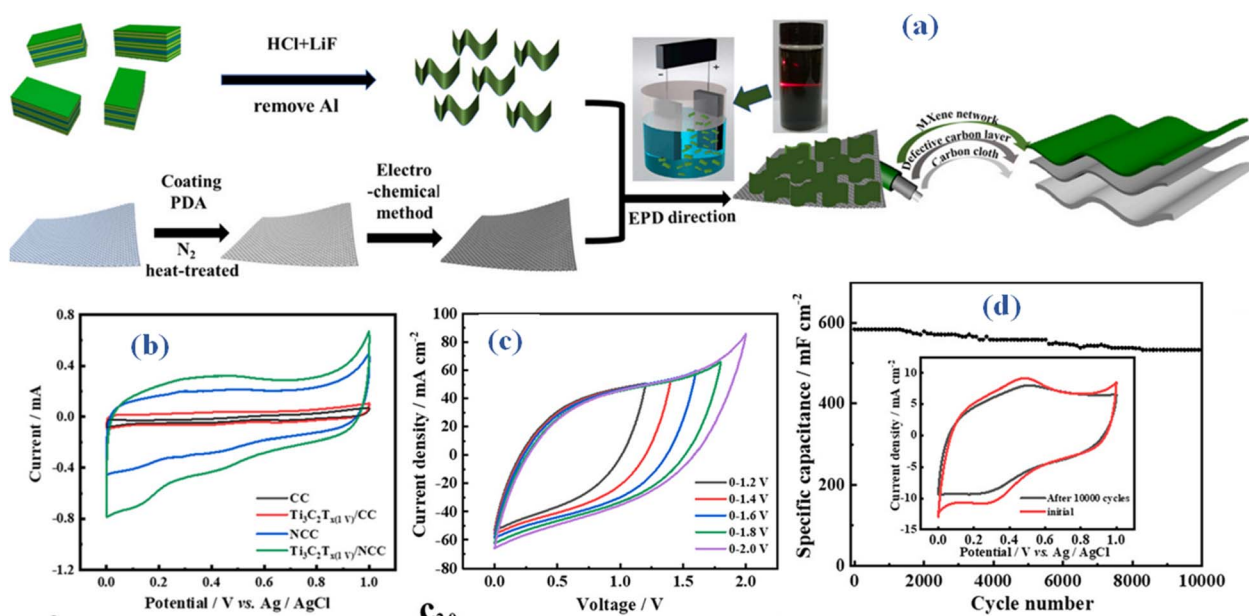 (a)
HCl+LiF
remove Al
Coating
PDA
N2
heat-treated
Electro
-chemical
method
-
+
EPD direction
MXene network
Defective carbon layer
Carbon cloth
(b)
Current / mA
0.8
0.4
0.0
-0.4
-0.8
-1.2
CC
Ti3C2Tx(1 V)/CC
NCC
Ti3C2Tx(1 V)/NCC
0.0 0.2 0.4 0.6 0.8 1.0
Potential / V vs. Ag / AgCl
(c)
Current density / mA cm-2
100
80
60
40
20
0
-20
-40
-60
-80
0-1.2 V
0-1.4 V
0-1.6 V
0-1.8 V
0-2.0 V
0.0 0.5 1.0 1.5 2.0
Voltage / V
(d)
Specific capacitance / mF cm-2
600
500
400
300
200
0
Current density / mA cm-2
15
10
5
0
-5
-10
-15
After 10000 cycles
initial
0.0 0.2 0.4 0.6 0.8 1.0
Potential / V vs. Ag / AgCl
0 2000 4000 6000 8000 10000
Cycle number